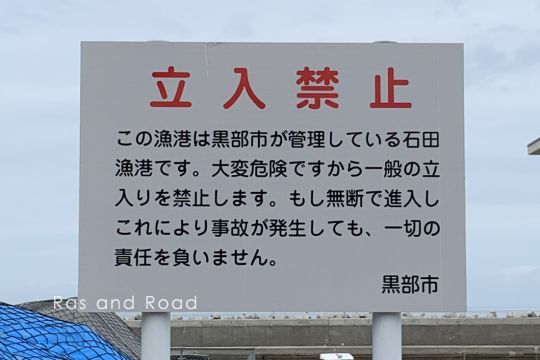 立入禁止
この漁港は黒部市が管理している石田
漁港です。大変危険ですから一般の立
入りを禁止します。もし無断で進入し
これにより事故が発生しても、一切の
責任を負いません。
黒部市
Ras and Road